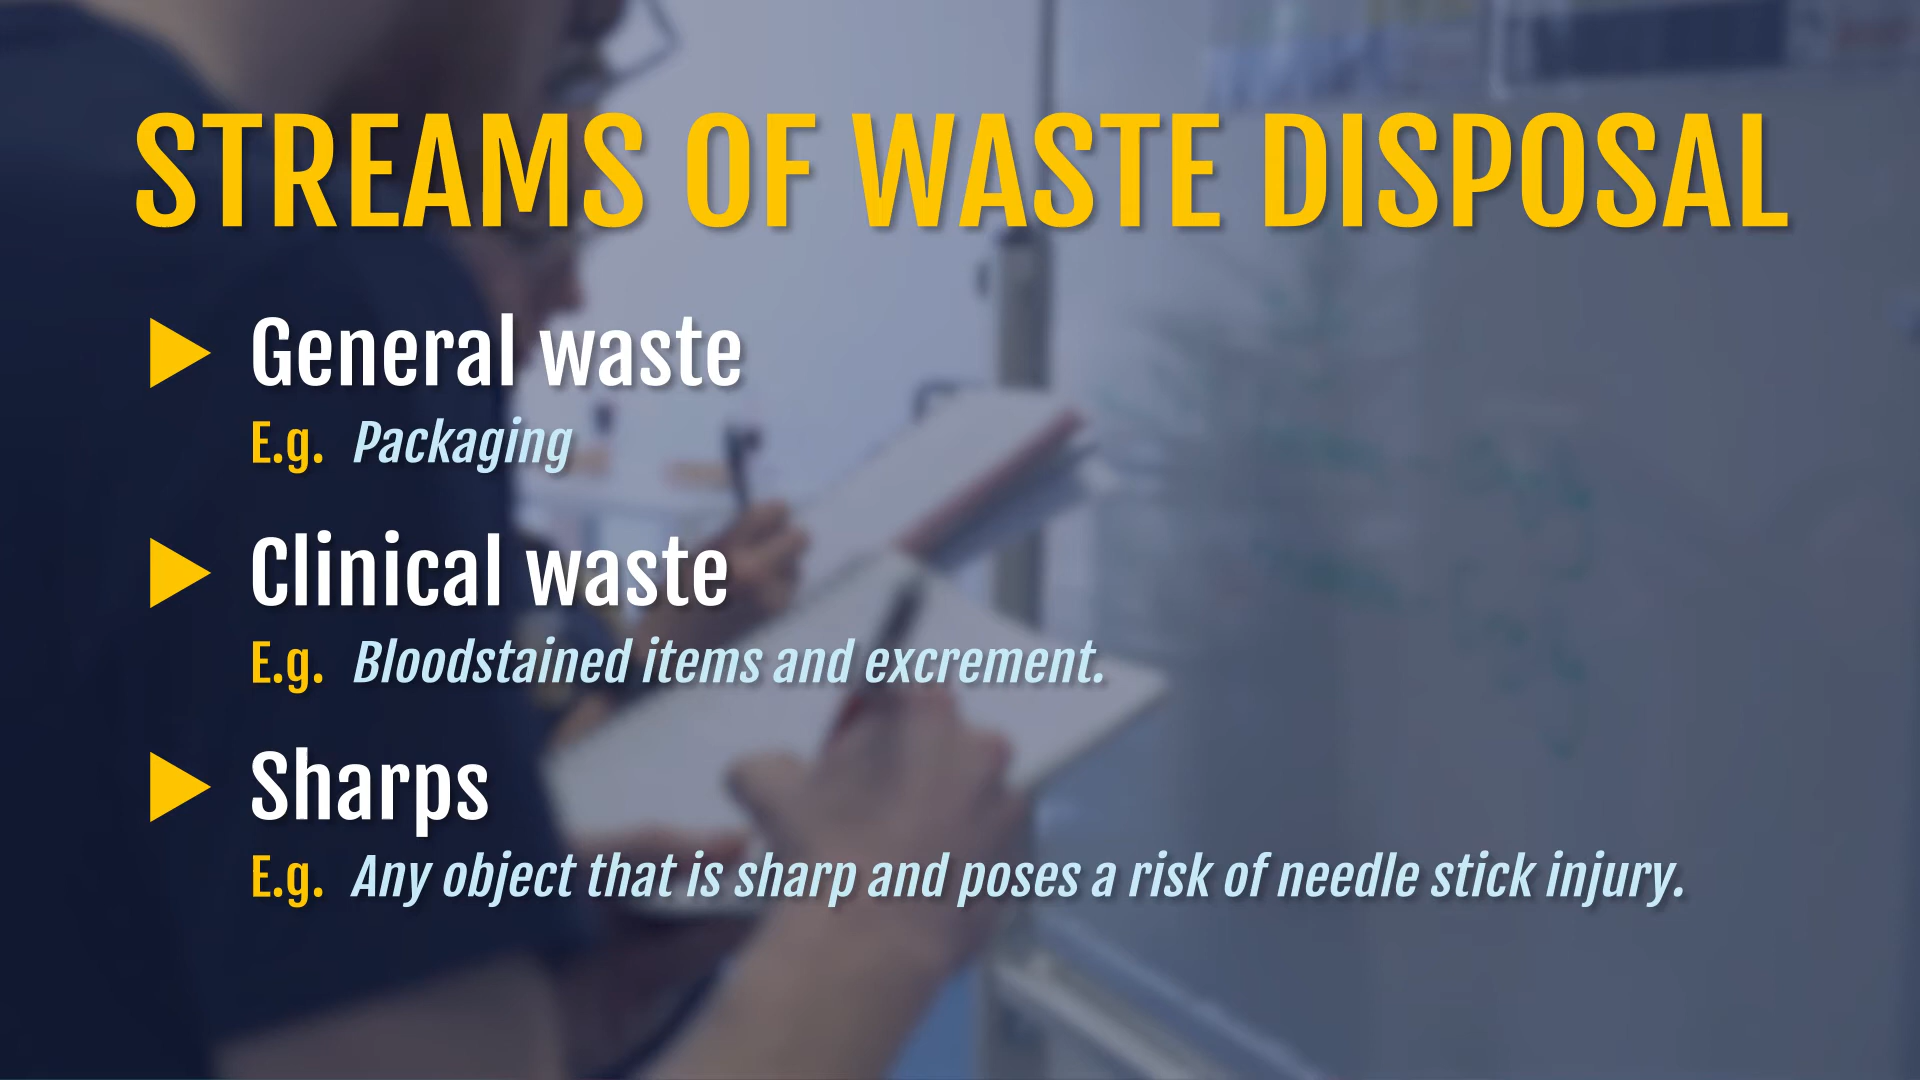 STREAMS OF WASTE DISPOSAL
General waste
E.g. Packaging
Clinical waste
E.g. Bloodstained items and excrement.
Sharps
E.g. Any object that is sharp and poses a risk of needle stick injury.